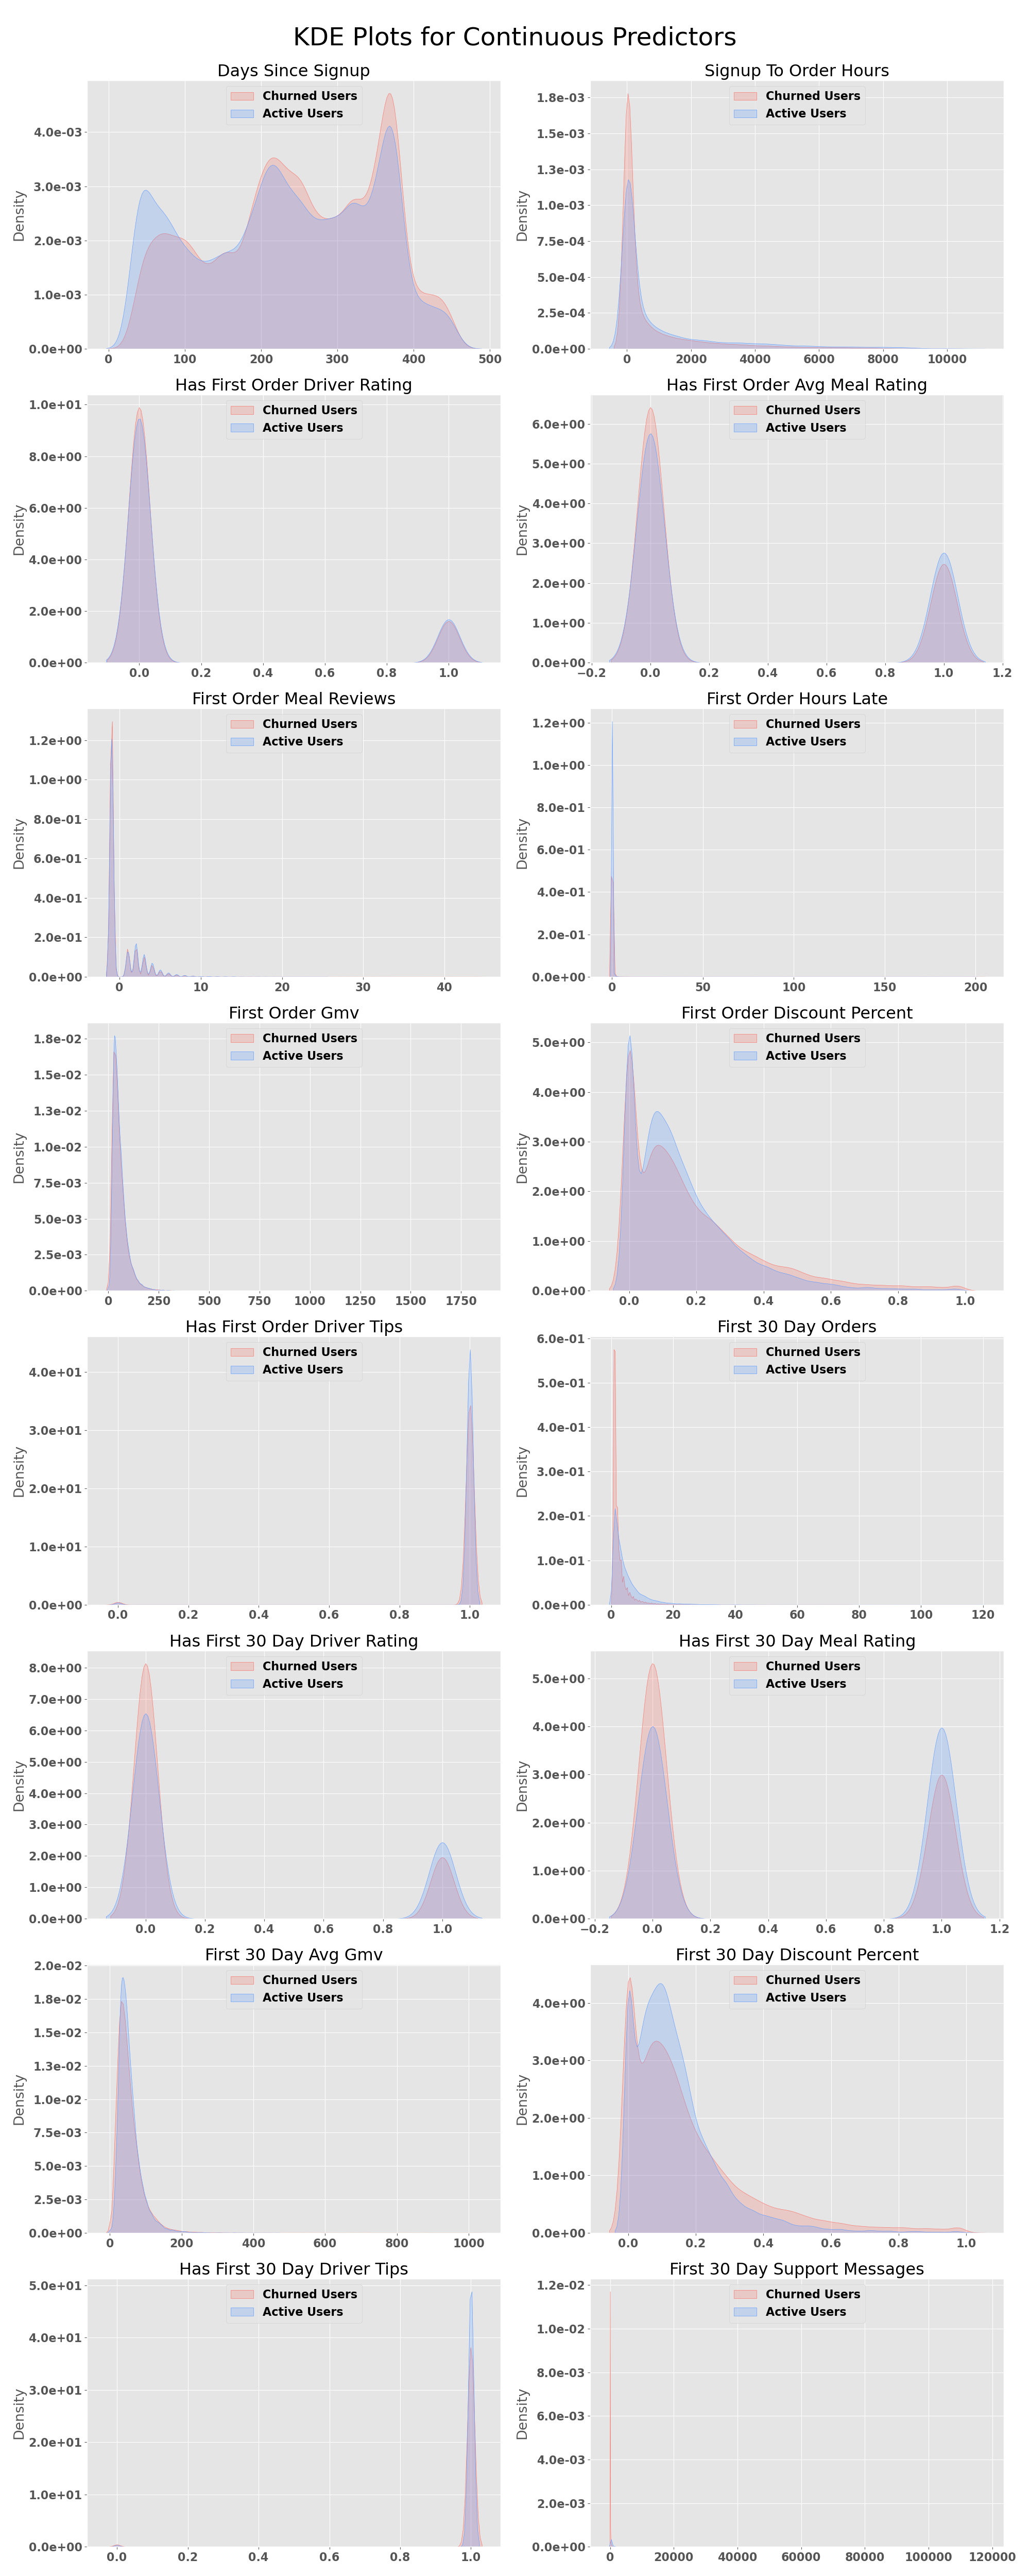 KDE Plots for Continuous Predictors
Days Since Signup
Churned Users
Active Users
Density
4.0e-03
3.0e-03
2.0e-03
1.0e-03
0.0e+00
0 100 200 300 400 500
Signup To Order Hours
Churned Users
Active Users
Density
1.8e-03
1.5e-03
1.3e-03
1.0e-03
7.5e-04
5.0e-04
2.5e-04
0.0e+00
0 2000 4000 6000 8000 10000
Has First Order Driver Rating
Churned Users
Active Users
Density
1.0e+01
8.0e+00
6.0e+00
4.0e+00
2.0e+00
0.0e+00
0.0 0.2 0.4 0.6 0.8 1.0
Has First Order Avg Meal Rating
Churned Users
Active Users
Density
6.0e+00
5.0e+00
4.0e+00
3.0e+00
2.0e+00
1.0e+00
0.0e+00
−0.2 0.0 0.2 0.4 0.6 0.8 1.0 1.2
First Order Meal Reviews
Churned Users
Active Users
Density
1.2e+00
1.0e+00
8.0e-01
6.0e-01
4.0e-01
2.0e-01
0.0e+00
0 10 20 30 40
First Order Hours Late
Churned Users
Active Users
Density
1.2e+00
1.0e+00
8.0e-01
6.0e-01
4.0e-01
2.0e-01
0.0e+00
0 50 100 150 200
First Order Gmv
Churned Users
Active Users
Density
1.8e-02
1.5e-02
1.3e-02
1.0e-02
7.5e-03
5.0e-03
2.5e-03
0.0e+00
0 250 500 750 1000 1250 1400 1500 1750
First Order Discount Percent
Churned Users
Active Users
Density
5.0e+00
4.0e+00
3.0e+00
2.0e+00
1.0e+00
0.0e+00
0.0 0.2 0.4 0.6 0.8 1.0
Has First Order Driver Tips
Churned Users
Active Users
Density
4.0e+01
3.0e+01
2.0e+01
1.0e+01
0.0e+00
0.0 0.2 0.4 0.6 0.8 1.0
First 30 Day Orders
Churned Users
Active Users
Density
6.0e-01
5.0e-01
4.0e-01
3.0e-01
2.0e-01
1.0e-01
0.0e+00
0 20 40 60 80 100 120
Has First 30 Day Driver Rating
Churned Users
Active Users
Density
8.0e+00
7.0e+00
6.0e+00
5.0e+00
4.0e+00
3.0e+00
2.0e+00
1.0e+00
0.0e+00
0.0 0.2 0.4 0.6 0.8 1.0
Has First 30 Day Meal Rating
Churned Users
Active Users
Density
5.0e+00
4.0e+00
3.0e+00
2.0e+00
1.0e+00
0.0e+00
−0.2 0.0 0.2 0.4 0.6 0.8 1.0 1.2
First 30 Day Avg Gmv
Churned Users
Active Users
Density
2.0e-02
1.8e-02
1.5e-02
1.3e-02
1.0e-02
7.5e-03
5.0e-03
2.5e-03
0.0e+00
0 200 400 600 800 1000
First 30 Day Discount Percent
Churned Users
Active Users
Density
4.0e+00
3.0e+00
2.0e+00
1.0e+00
0.0e+00
0.0 0.2 0.4 0.6 0.8 1.0
Has First 30 Day Driver Tips
Churned Users
Active Users
Density
5.0e+01
4.0e+01
3.0e+01
2.0e+01
1.0e+01
0.0e+00
0.0 0.2 0.4 0.6 0.8 1.0
First 30 Day Support Messages
Churned Users
Active Users
Density
1.2e-02
1.0e-02
8.0e-03
6.0e-03
4.0e-03
2.0e-03
0.0e+00
0 20000 40000 60000 80000 100000 120000